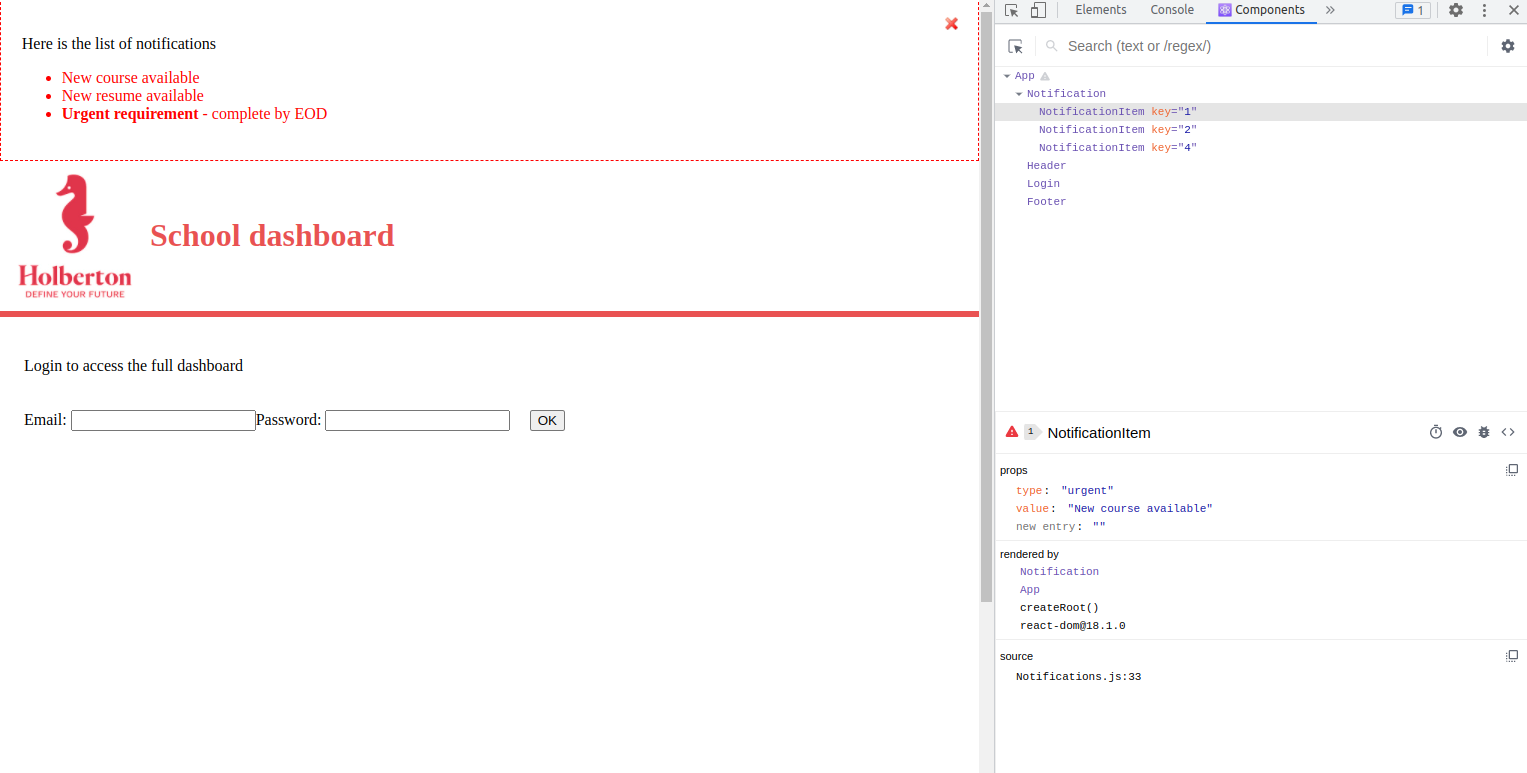 Here is the list of notifications
New course available
New resume available
Urgent requirement - complete by EOD
Holberton
DEFINE YOUR FUTURE
School dashboard
Login to access the full dashboard
Email: Password: OK
Elements Console Components » 1
Search (text or /regex/)
App
Notification
NotificationItem key="1"
NotificationItem key="2"
NotificationItem key="4"
Header
Login
Footer
1 NotificationItem
props
type: "urgent"
value: "New course available"
new entry: ""
rendered by
Notification
App
createRoot()
react-dom@18.1.0
source
Notifications.js:33